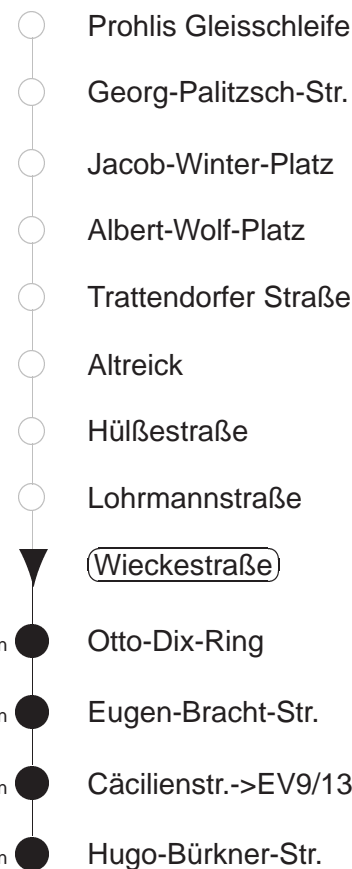 Prohlis Gleisschleife
Georg-Palitzsch-Str.
Jacob-Winter-Platz
Albert-Wolf-Platz
Trattendorfer Straße
Altreick
Hülßestraße
Lohrmannstraße
Wieckestraße
Otto-Dix-Ring
Eugen-Bracht-Str.
Cäcilienstr.->EV9/13
Hugo-Bürkner-Str.